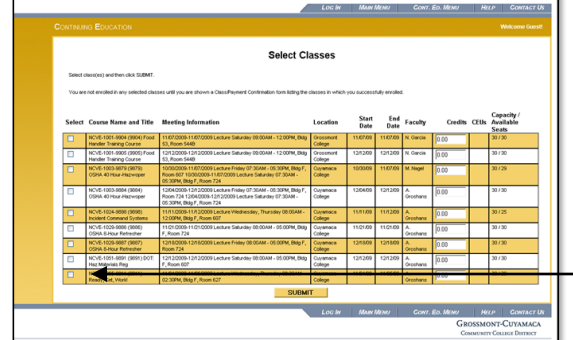 LOG IN MAIN MENU CONT. ED. MENU HELP CONTACT US
CONTINUING EDUCATION Welcome Guest!
Select Classes
Select class(es) and then click SUBMIT.
You are not enrolled in any selected classes until you are shown a Class/Payment Confirmation form listing the classes in which you successfully enrolled.
Select Course Name and Title Meeting Information Location Start Date End Date Faculty Credits CEUs Capacity / Available Seats
NCVE-1001-9904 (9904) Food Handler Training Course 11/07/2009-11/07/2009 Lecture Saturday 09:00AM - 12:00PM, Bldg 53, Room 544B Grossmont College 11/07/09 11/07/09 N. Garcia 0.00 30 / 30
NCVE-1001-9905 (9905) Food Handler Training Course 12/12/2009-12/12/2009 Lecture Saturday 09:00AM - 12:00PM, Bldg 53, Room 544B Grossmont College 12/12/09 12/12/09 N. Garcia 0.00 30 / 30
NCVE-1003-9879 (9879) OSHA 40 Hour-Hazwoper 10/30/2009-11/07/2009 Lecture Friday 07:30AM - 05:30PM, Bldg F, Room 607 10/30/2009-11/07/2009 Lecture Saturday 07:30AM - 05:30PM, Bldg F, Room 724 Cuyamaca College 10/30/09 11/07/09 M. Nagel 0.00 30 / 29
NCVE-1003-9884 (9884) OSHA 40 Hour-Hazwoper 12/04/2009-12/12/2009 Lecture Friday 07:30AM - 05:30PM, Bldg F, Room 724 12/04/2009-12/12/2009 Lecture Saturday 07:30AM - 05:30PM, Bldg F, Room 724 Cuyamaca College 12/04/09 12/12/09 A. Groshans 0.00 30 / 30
NCVE-1024-9898 (9898) Incident Command Systems 11/11/2009-11/18/2009 Lecture Wednesday, Thursday 08:00AM - 12:00PM, Bldg F, Room 607 Cuyamaca College 11/11/09 11/18/09 A. Groshans 0.00 30 / 25
NCVE-1029-9886 (9886) OSHA 8-Hour Refresher 11/21/2009-11/21/2009 Lecture Saturday 08:00AM - 05:00PM, Bldg F, Room 724 Cuyamaca College 11/21/09 11/21/09 A. Groshans 0.00 30 / 30
NCVE-1029-9887 (9887) OSHA 8-Hour Refresher 12/18/2009-12/18/2009 Lecture Friday 08:00AM - 05:00PM, Bldg F, Room 724 Cuyamaca College 12/18/09 12/18/09 A. Groshans 0.00 30 / 30
NCVE-1051-9891 (9891) DOT Haz Materials Reg 12/12/2009-12/12/2009 Lecture Saturday 08:00AM - 05:00PM, Bldg F, Room 607 Cuyamaca College 12/12/09 12/12/09 A. Groshans 0.00 30 / 30
02:30PM, Bldg F, Room 627 College Groshans 0.00 30 / 30
SUBMIT
LOG IN MAIN MENU CONT. ED. MENU HELP CONTACT US
GROSSMONT-CUYAMACA
COMMUNITY COLLEGE DISTRICT